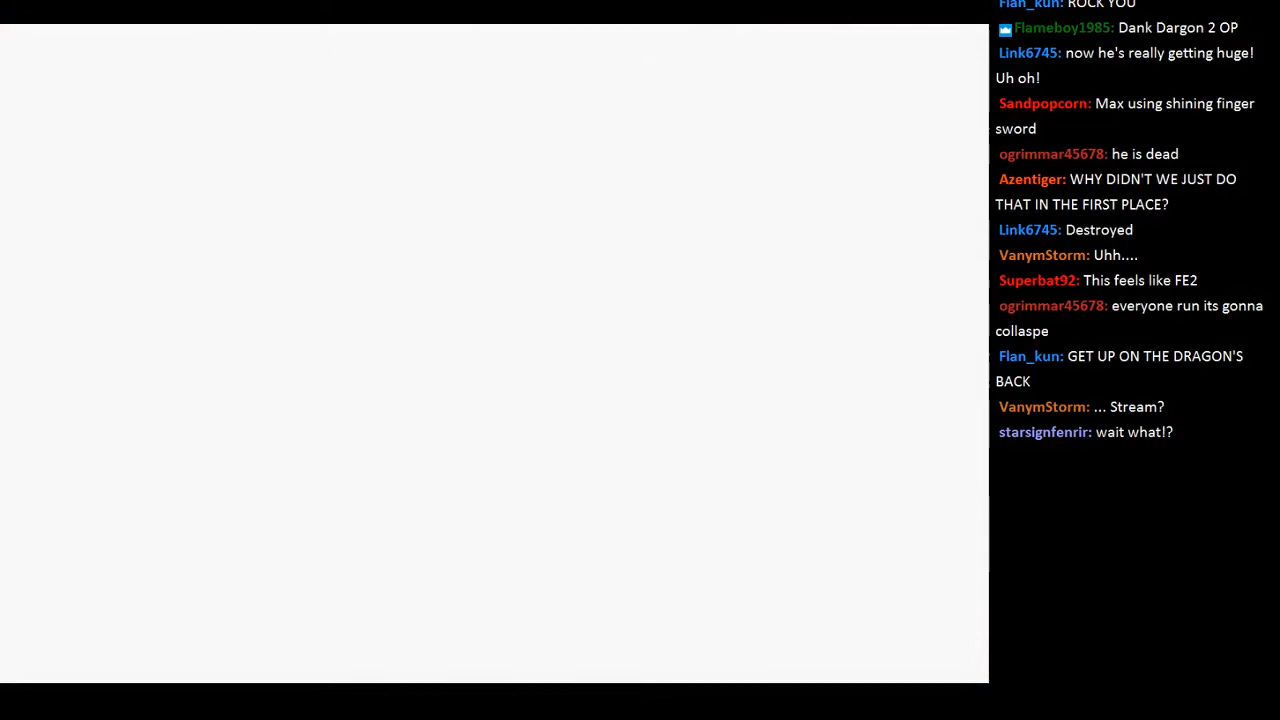 Flan_kun: ROCK YOU
Flameboy1985: Dank Dargon 2 OP
Link6745: now he's really getting huge!
Uh oh!
Sandpopcorn: Max using shining finger
sword
ogrimmar45678: he is dead
Azentiger: WHY DIDN'T WE JUST DO
THAT IN THE FIRST PLACE?
Link6745: Destroyed
VanymStorm: Uhh....
Superbat92: This feels like FE2
ogrimmar45678: everyone run its gonna
collaspe
Flan_kun: GET UP ON THE DRAGON'S
BACK
VanymStorm: ... Stream?
starsignfenrir: wait what!?